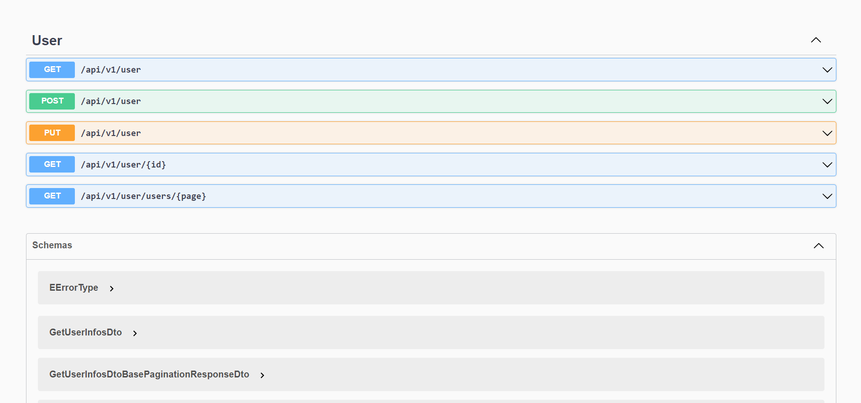 User
GET /api/v1/user
POST /api/v1/user
PUT /api/v1/user
GET /api/v1/user/{id}
GET /api/v1/user/users/{page}
Schemas
EErrorType
GetUserInfosDto
GetUserInfosDtoBasePaginationResponseDto